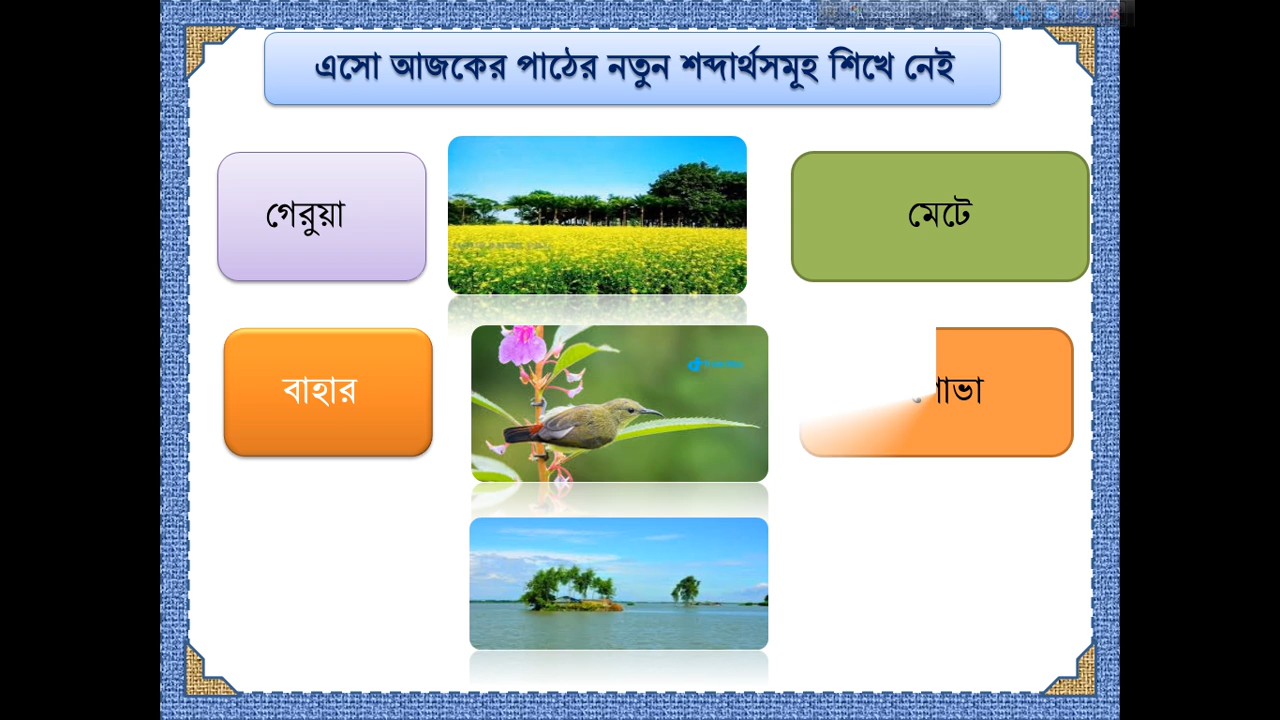 এসো আজকের পাঠের নতুন শব্দার্থসমূহ শিখে নেই
গেরুয়া
মেটে
বাহার